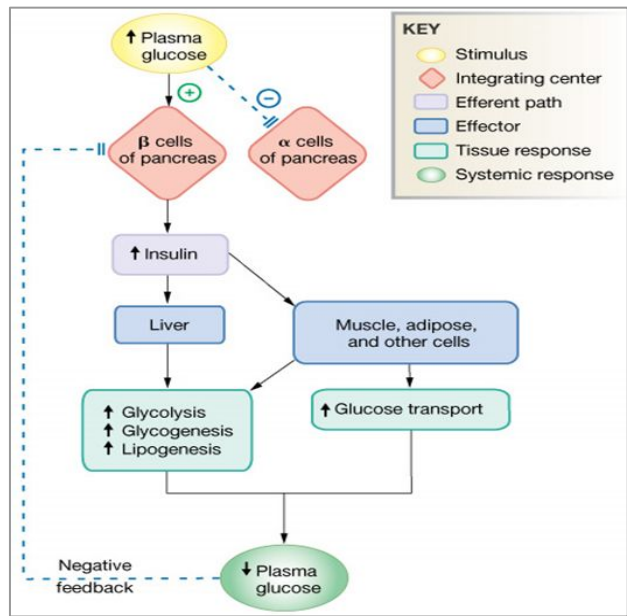 ↑ Plasma
glucose
+
−
β cells
of pancreas
α cells
of pancreas
↑ Insulin
Liver
Muscle, adipose,
and other cells
↑ Glycolysis
↑ Glycogenesis
↑ Lipogenesis
↑ Glucose transport
Negative
feedback
↓ Plasma
glucose
KEY
Stimulus
Integrating center
Efferent path
Effector
Tissue response
Systemic response